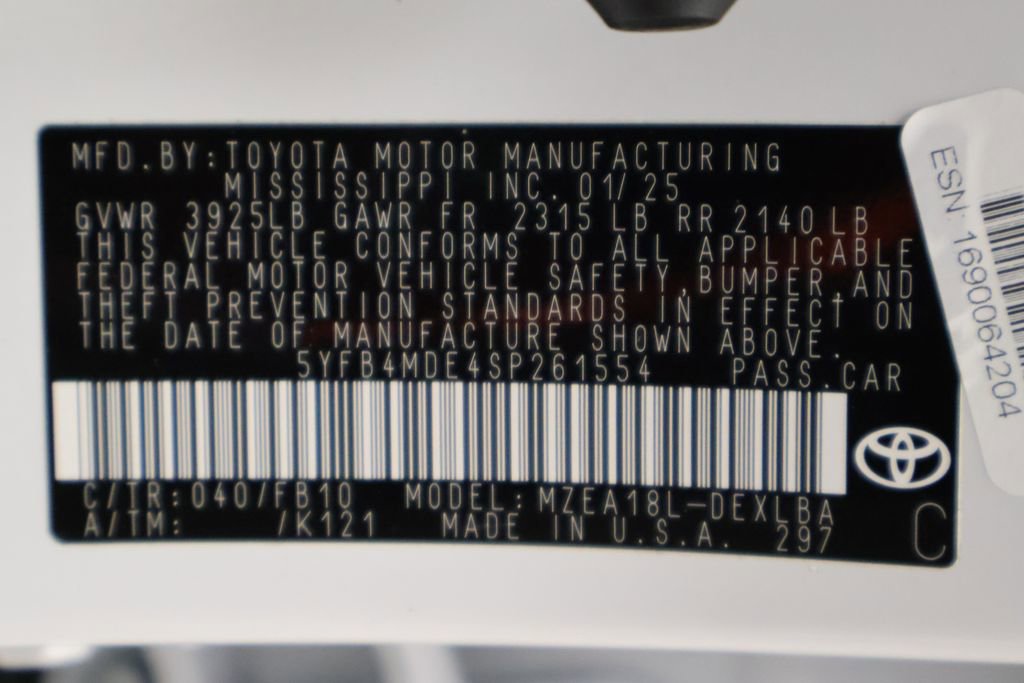 MFD.BY:TOYOTA MOTOR MANUFACTURING
MISSISSIPPI INC. 01/25
GVWR 3925LB GAWR FR 2315 LB RR 2140 LB
THIS VEHICLE CONFORMS TO ALL APPLICABLE
FEDERAL MOTOR VEHICLE SAFETY,BUMPER,AND
THEFT PREVENTION STANDARDS IN EFFECT ON
THE DATE OF MANUFACTURE SHOWN ABOVE.
5YFB4MDE4SP261554 PASS.CAR
C/TR:040/FB10 MODEL:MZEA18L-DEXLBA
A/TM: /K121 MADE IN U.S.A. 297
C
ESN: 1690064204